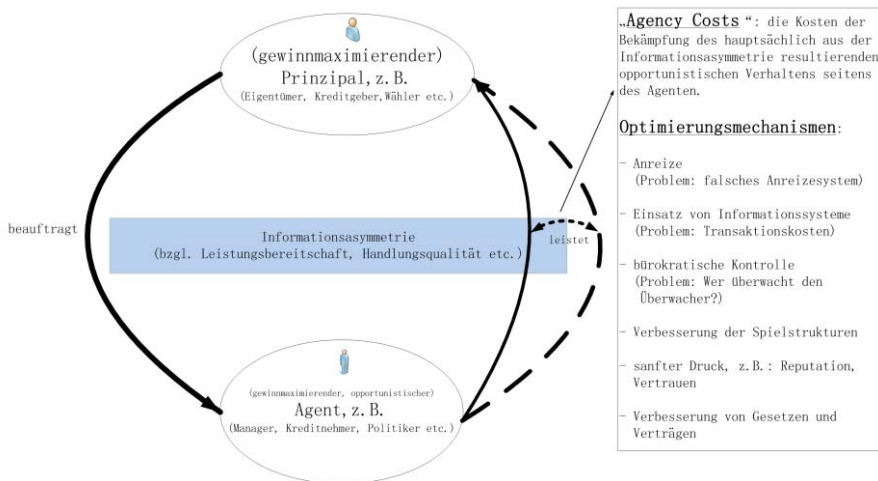 (gewinnmaximierender)
Prinzipal, z.B.
(Eigentümer, Kreditgeber,Wähler etc.)
beauftragt
Informationsasymmetrie
(bzgl. Leistungsbereitschaft, Handlungsqualität etc.)
leistet
(gewinnmaximierender, opportunistischer)
Agent, z.B.
(Manager, Kreditnehmer, Politiker etc.)
„Agency Costs “: die Kosten der
Bekämpfung des hauptsächlich aus der
Informationsasymmetrie resultierenden
opportunistischen Verhaltens seitens
des Agenten.
Optimierungsmechanismen:
- Anreize
(Problem: falsches Anreizesystem)
- Einsatz von Informationssysteme
(Problem: Transaktionskosten)
- bürokratische Kontrolle
(Problem: Wer überwacht den
Überwacher?)
- Verbesserung der Spielstrukturen
- sanfter Druck, z.B.: Reputation,
Vertrauen
- Verbesserung von Gesetzen und
Verträgen